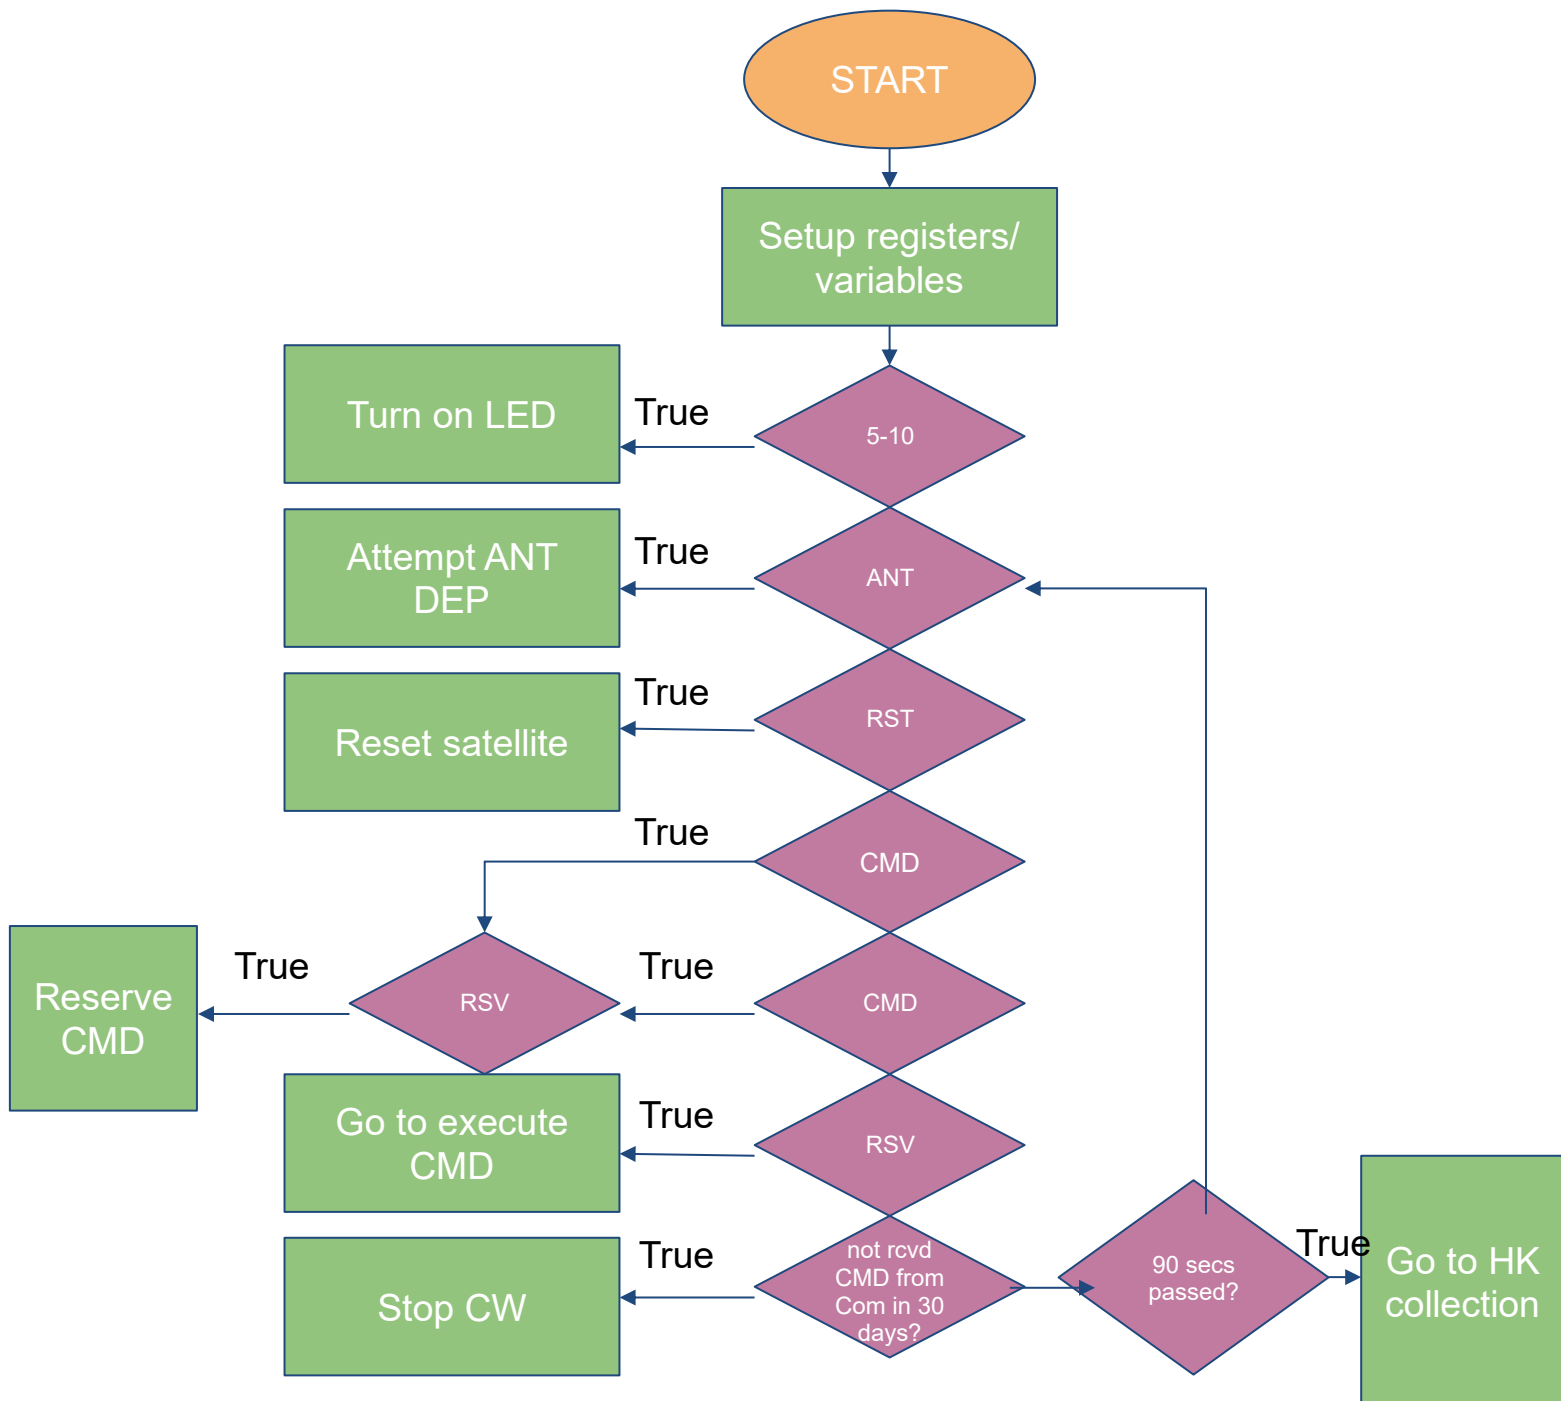 START
Setup registers/
variables
Turn on LED
True
5-10
Attempt ANT
DEP
True
ANT
Reset satellite
True
RST
True
CMD
Reserve
CMD
True
RSV
True
CMD
Go to execute
CMD
True
RSV
Stop CW
True
not rcvd
CMD from
Com in 30
days?
90 secs
passed?
True
Go to HK
collection